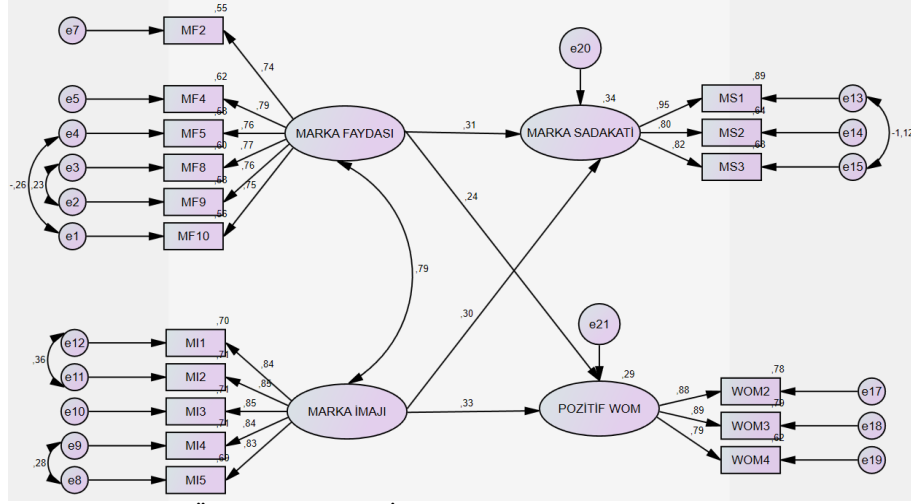 ,55
e7 MF2
,74
,62
e5 MF4
,79
,58
e4 MF5
,76
,60
e3 MF8
,77
,58
e2 MF9
,76
,56
e1 MF10
,75
-,26 ,23
MARKA FAYDASI
,31
e20
,34
MARKA SADAKATİ
,95
,80
,82
,89
MS1 e13
,64
MS2 e14
,68
MS3 e15
-1,12
,24
,79
,30
,70
e12 MI1
,84
,71
e11 MI2
,85
,71
e10 MI3
,85
,71
e9 MI4
,84
,69
e8 MI5
,83
,36
,28
MARKA İMAJI
,33
e21
,29
POZİTİF WOM
,88
,89
,79
,78
WOM2 e17
,79
WOM3 e18
,62
WOM4 e19